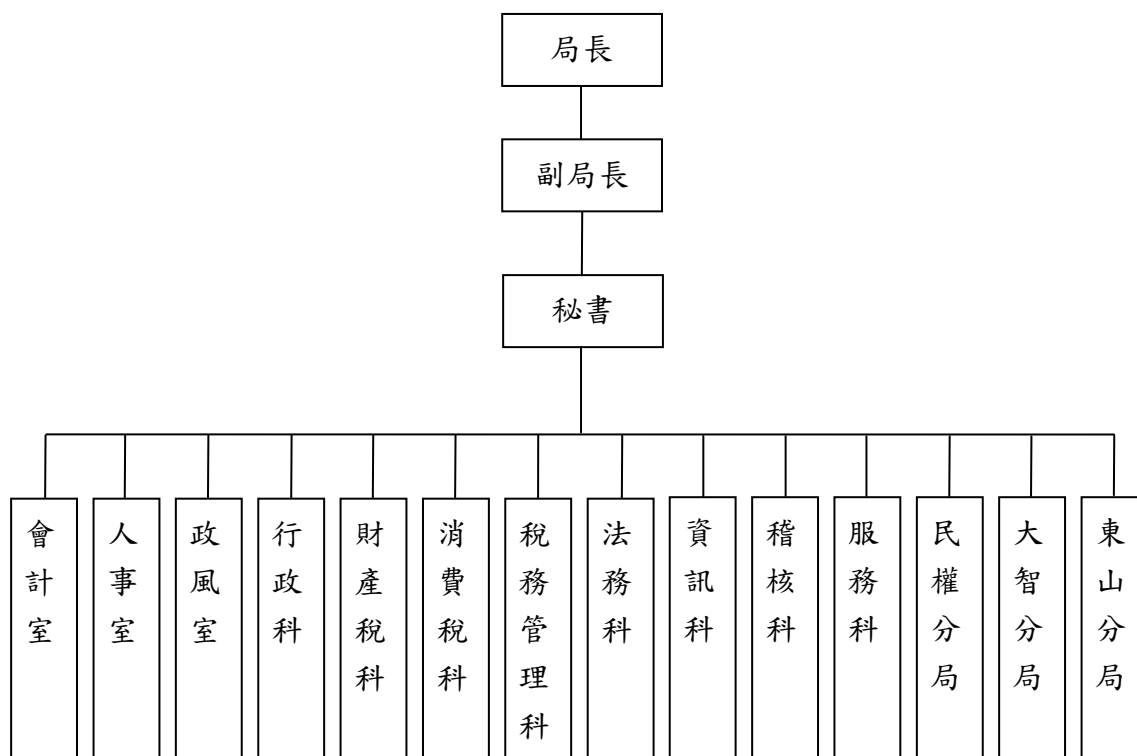 局長
副局長
秘書
會計室
人事室
政風室
行政科
財產稅科
消費稅科
稅務管理科
法務科
資訊科
稽核科
服務科
民權分局
大智分局
東山分局